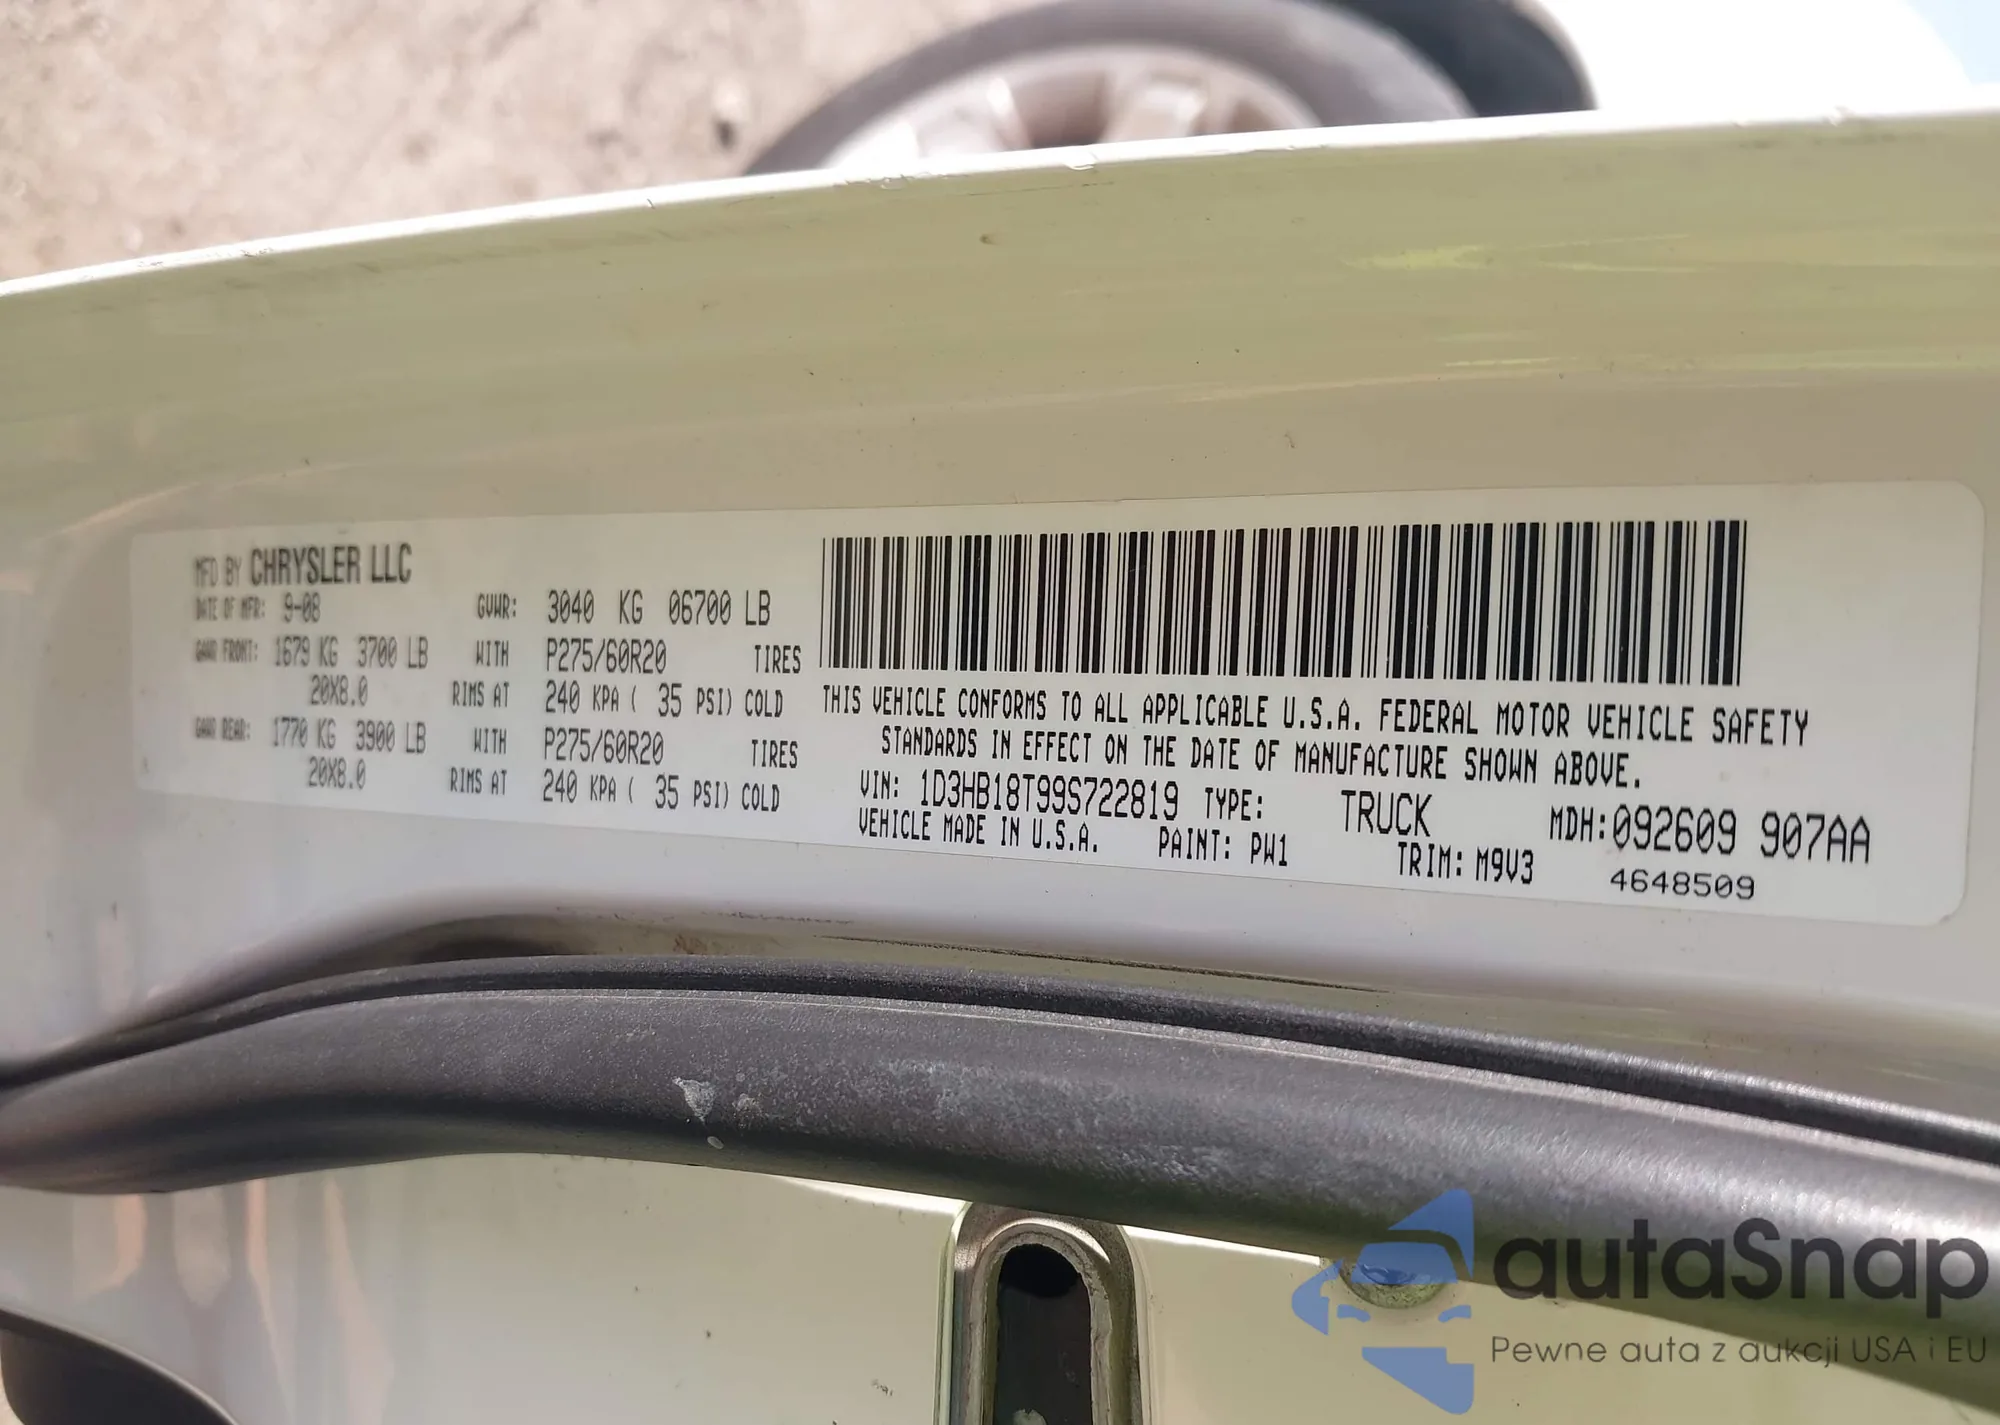 MFD BY CHRYSLER LLC
DATE OF MFR: 9-08 GVWR: 3040 KG 06700 LB
GAWR FRONT: 1679 KG 3700 LB WITH P275/60R20 TIRES
20X8.0 RIMS AT 240 KPA ( 35 PSI) COLD
GAWR REAR: 1770 KG 3900 LB WITH P275/60R20 TIRES
20X8.0 RIMS AT 240 KPA ( 35 PSI) COLD
THIS VEHICLE CONFORMS TO ALL APPLICABLE U.S.A. FEDERAL MOTOR VEHICLE SAFETY
STANDARDS IN EFFECT ON THE DATE OF MANUFACTURE SHOWN ABOVE.
VIN: 1D3HB18T99S722819 TYPE: TRUCK MDH:092609 907AA
VEHICLE MADE IN U.S.A. PAINT: PW1 TRIM: M9V3 4648509
autaSnap
Pewne auta z aukcji USA i EU